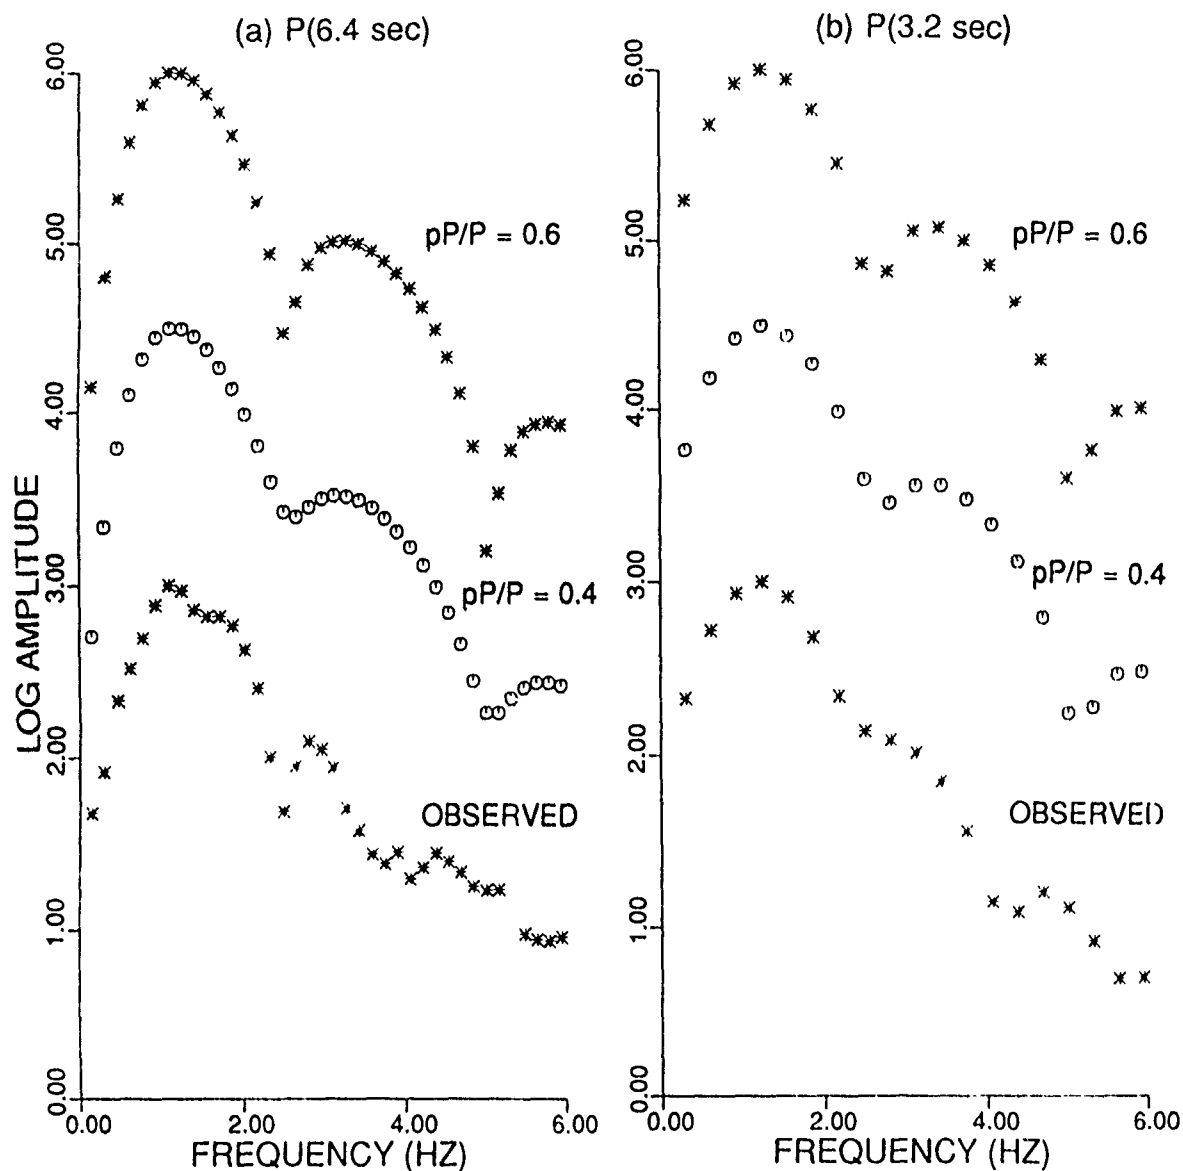 (a) P(6.4 sec)
6.00
5.00
4.00
3.00
2.00
1.00
0.00
LOG AMPLITUDE
pP/P = 0.6
pP/P = 0.4
OBSERVED
0.00 2.00 4.00 6.00
FREQUENCY (HZ)
(b) P(3.2 sec)
6.00
5.00
4.00
3.00
2.00
1.00
0.00
pP/P = 0.6
pP/P = 0.4
OBSERVED
0.00 2.00 4.00 6.00
FREQUENCY (HZ)